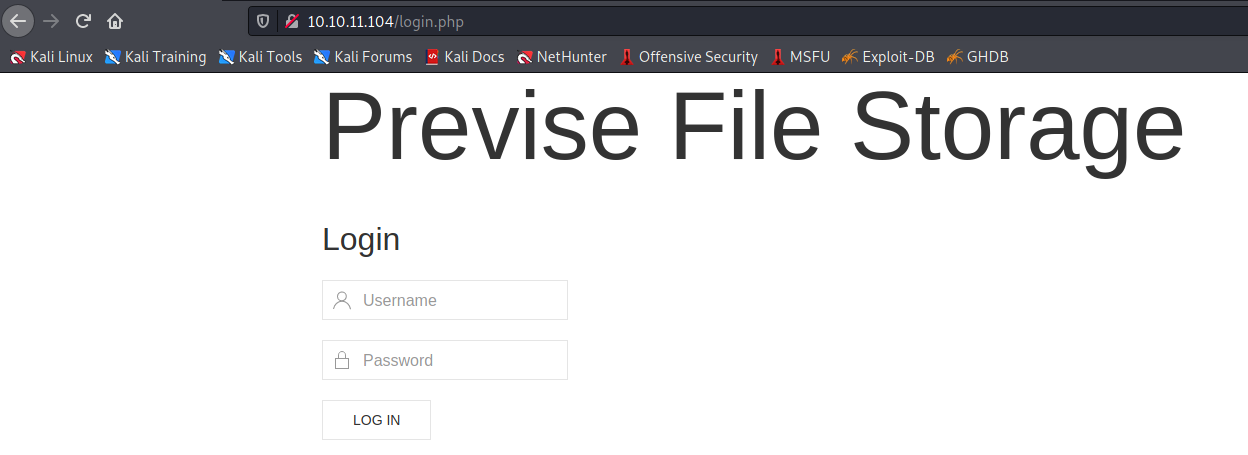 10.10.11.104/login.php
Kali Linux Kali Training Kali Tools Kali Forums Kali Docs NetHunter Offensive Security MSFU Exploit-DB GHDB
Previse File Storage
Login
Username
Password
LOG IN